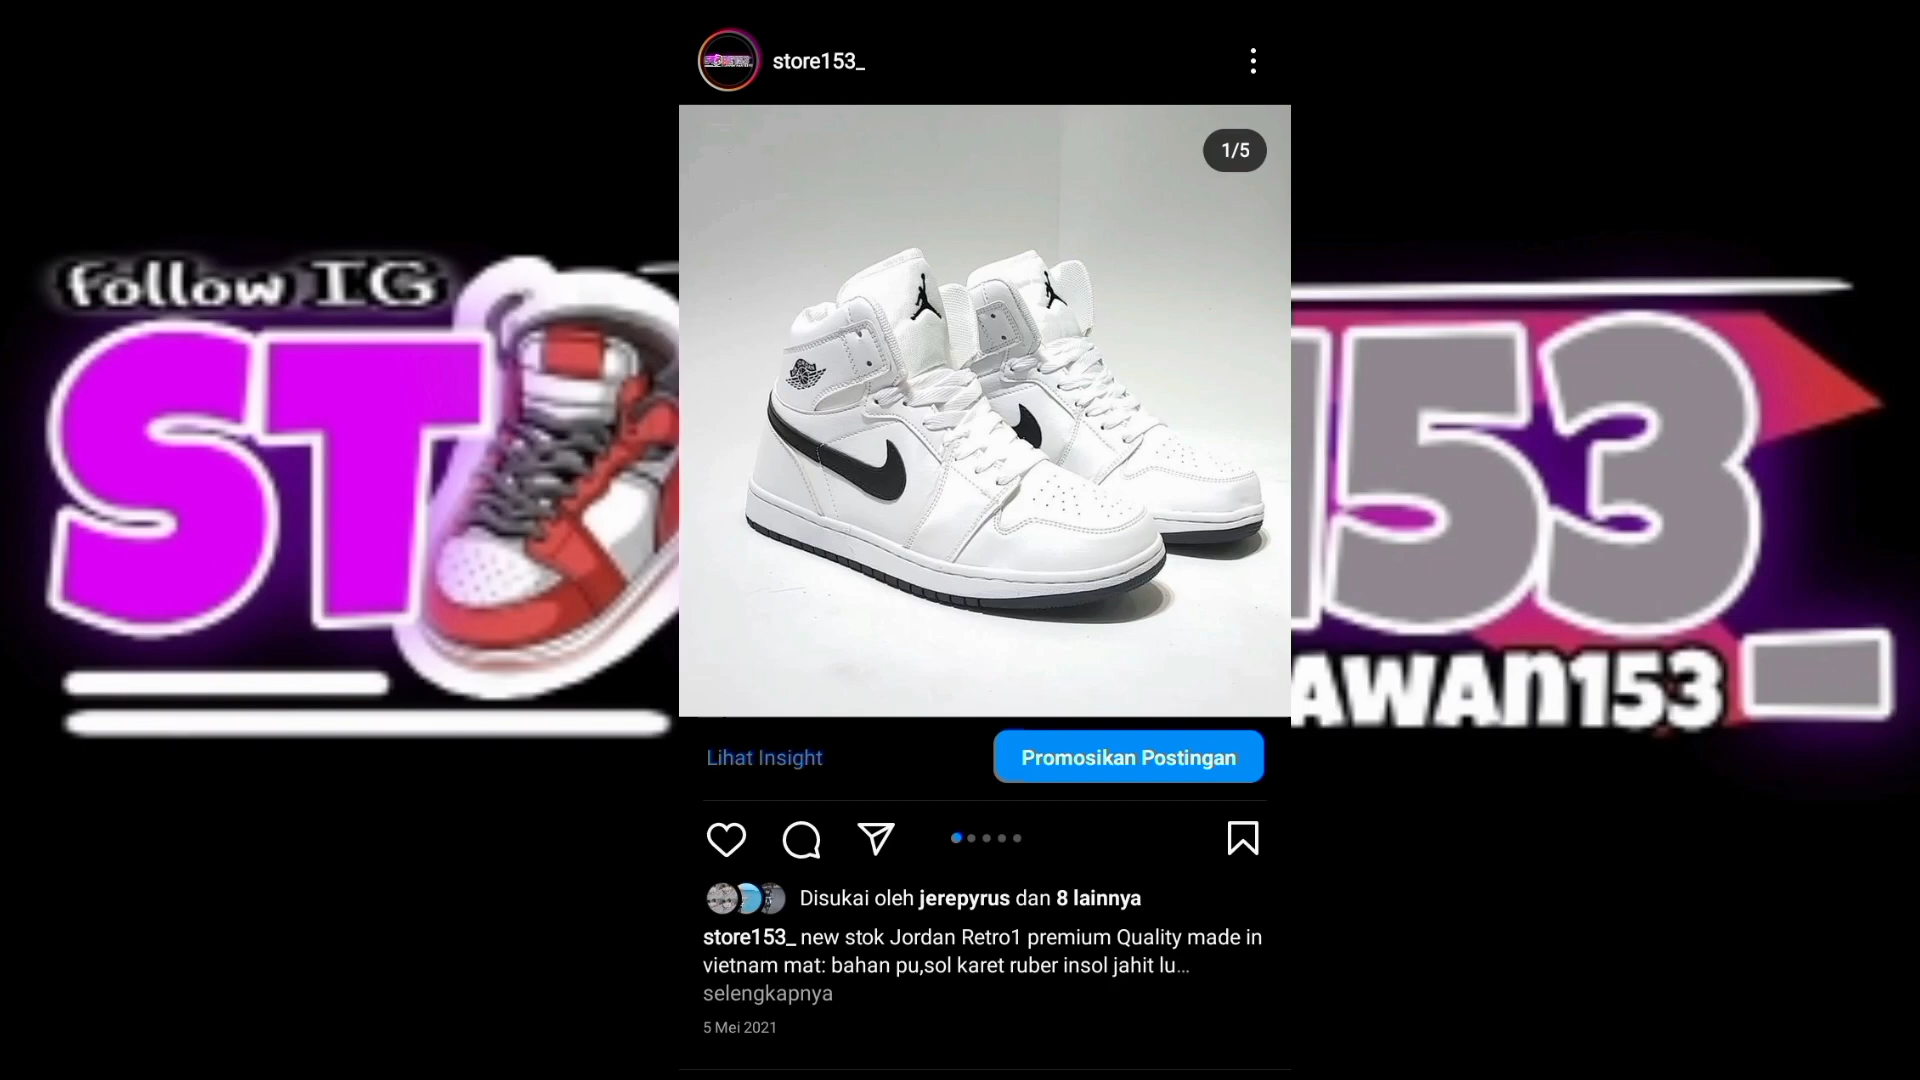 store153_
1/5
follow IG
ST
153_
AWAN153
Lihat Insight
Promosikan Postingan
Disukai oleh jerepyrus dan 8 lainnya
store153_ new stok Jordan Retro1 premium Quality made in
vietnam mat: bahan pu,sol karet ruber insol jahit lu...
selengkapnya
5 Mei 2021